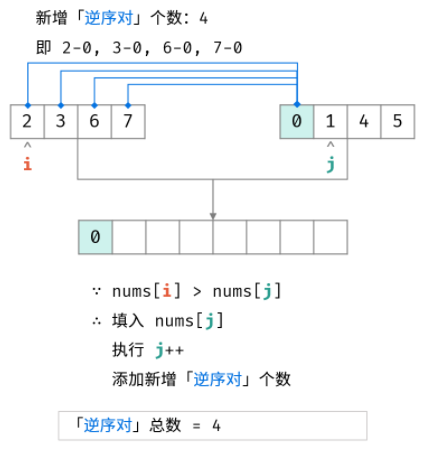 新增「逆序对」个数：4
即 2-0, 3-0, 6-0, 7-0
2 3 6 7 0 1 4 5
^ ^
i j
0
∵ nums[i] > nums[j]
∴ 填入 nums[j]
执行 j++
添加新增「逆序对」个数
「逆序对」总数 = 4